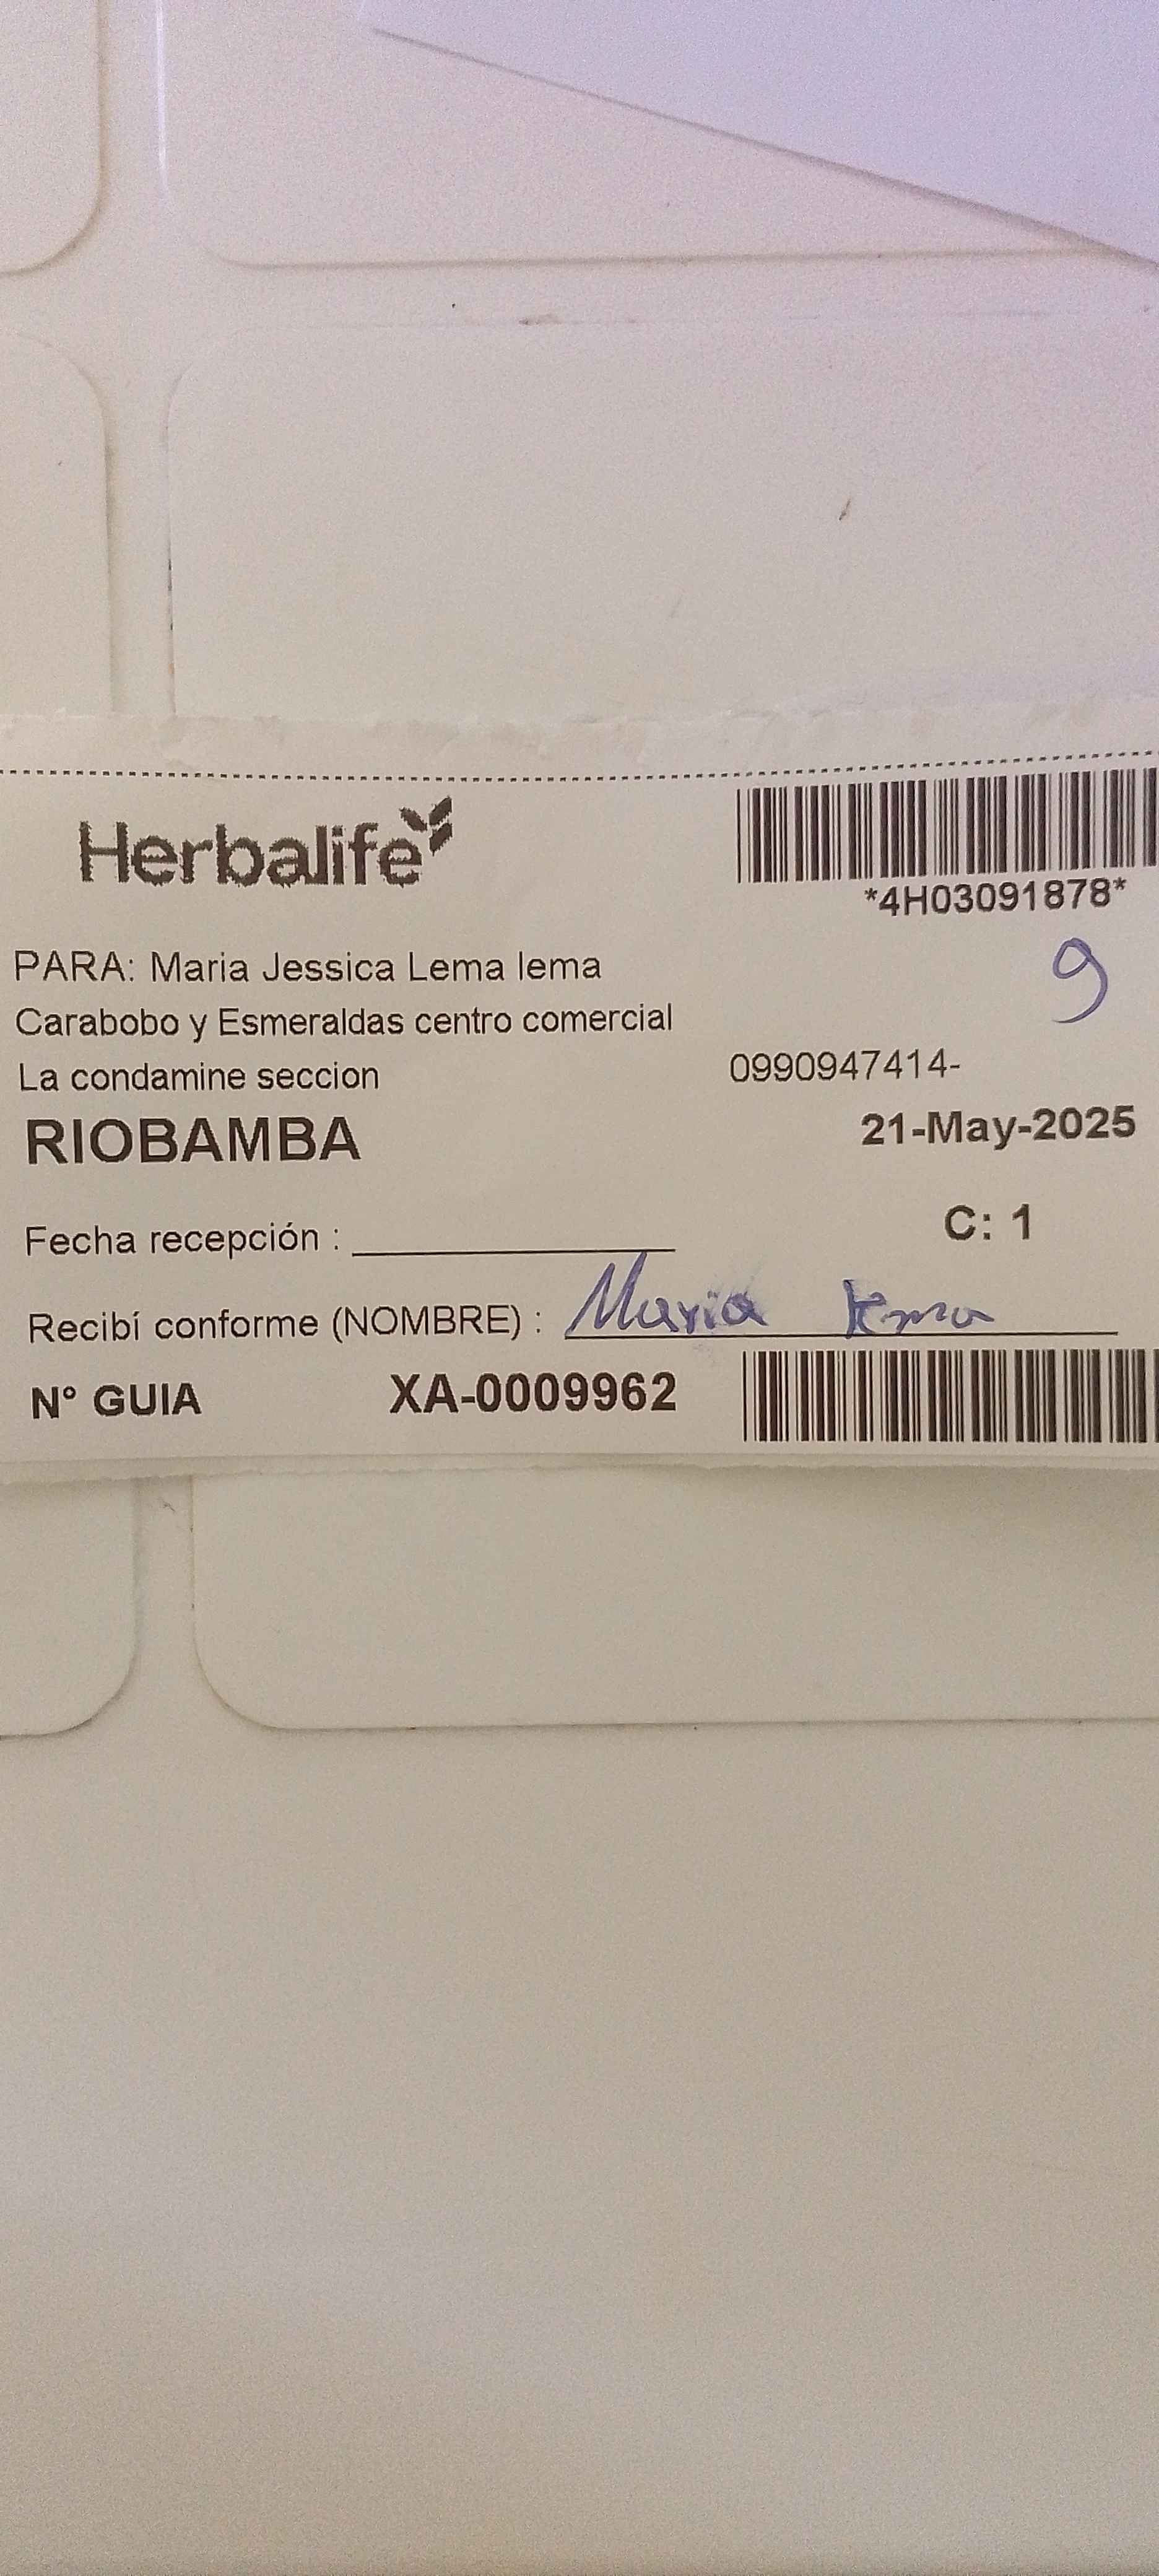 Herbalife
*4H03091878*
PARA: Maria Jessica Lema lema
9
Carabobo y Esmeraldas centro comercial
La condamine seccion 0990947414-
RIOBAMBA 21-May-2025
Fecha recepción : C: 1
Recibí conforme (NOMBRE) : Maria lema
N° GUIA XA-0009962